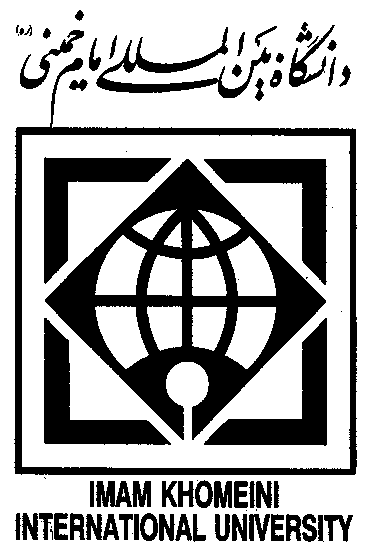 دانشگاه بین المللی امام خمینی (ره)
IMAM KHOMEINI
INTERNATIONAL UNIVERSITY